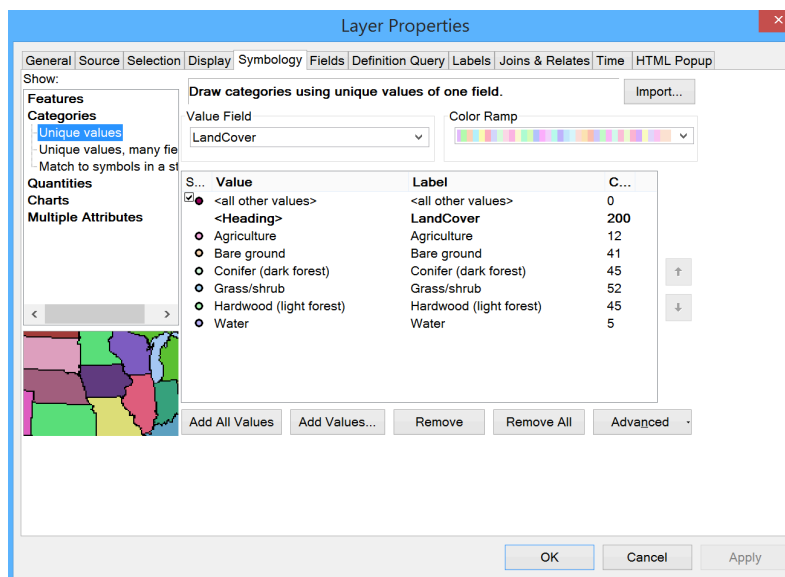 Layer Properties
×
General Source Selection Display Symbology Fields Definition Query Labels Joins & Relates Time HTML Popup
Show:
Features
Categories
Unique values
Unique values, many fie
Match to symbols in a st
Quantities
Charts
Multiple Attributes
Draw categories using unique values of one field.
Import...
Value Field
LandCover
Color Ramp
S... Value Label C...
<all other values> <all other values> 0
<Heading> LandCover 200
Agriculture Agriculture 12
Bare ground Bare ground 41
Conifer (dark forest) Conifer (dark forest) 45
Grass/shrub Grass/shrub 52
Hardwood (light forest) Hardwood (light forest) 45
Water Water 5
Add All Values Add Values... Remove Remove All Advanced
OK Cancel Apply